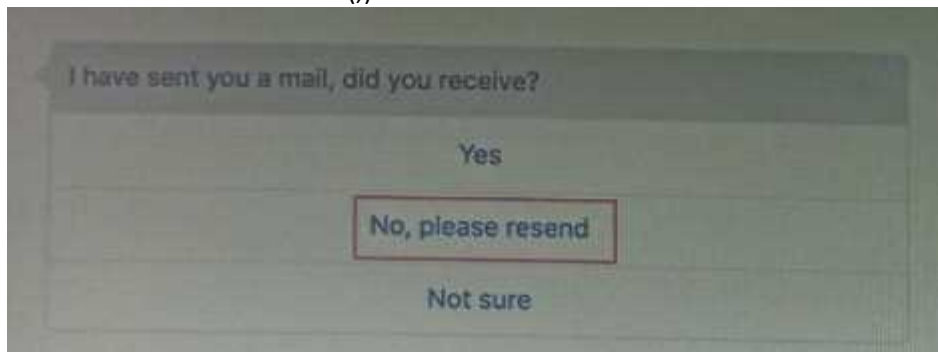 I have sent you a mail, did you receive?
Yes
No, please resend
Not sure